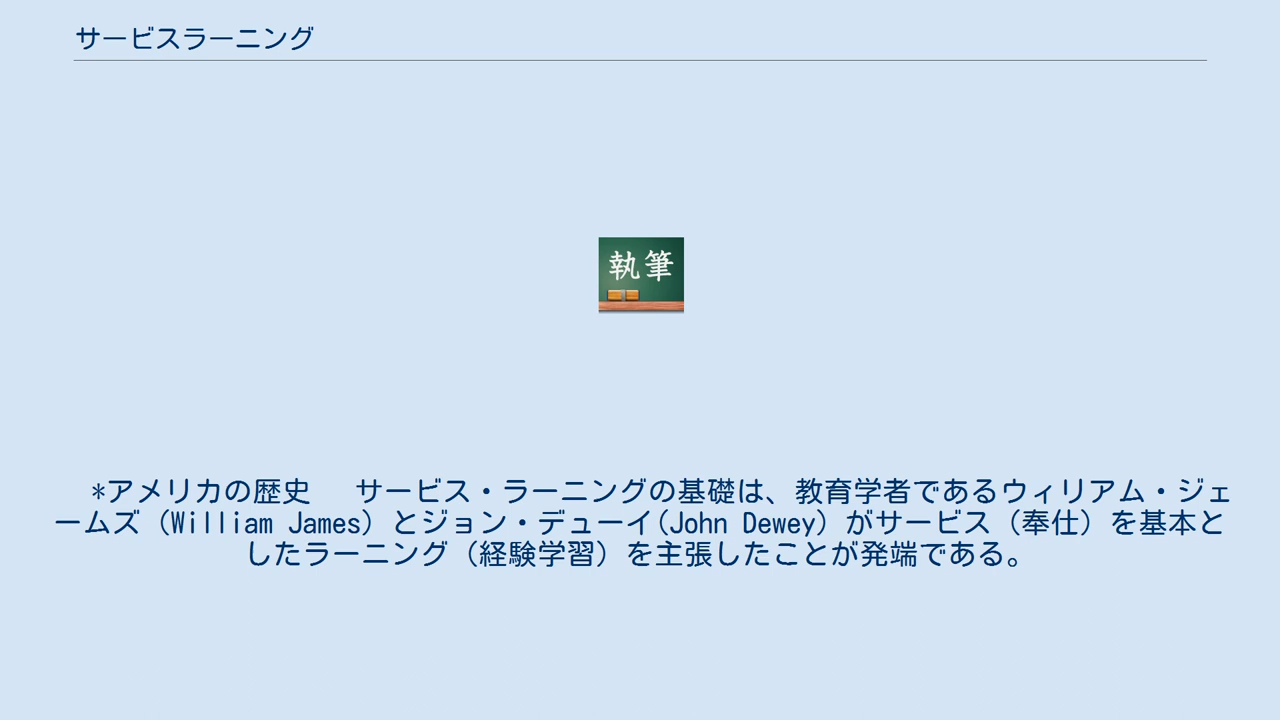 サービスラーニング
執筆
*アメリカの歴史　 サービス・ラーニングの基礎は、教育学者であるウィリアム・ジェ
ームズ（William James）とジョン・デューイ(John Dewey）がサービス（奉仕）を基本と
したラーニング（経験学習）を主張したことが発端である。